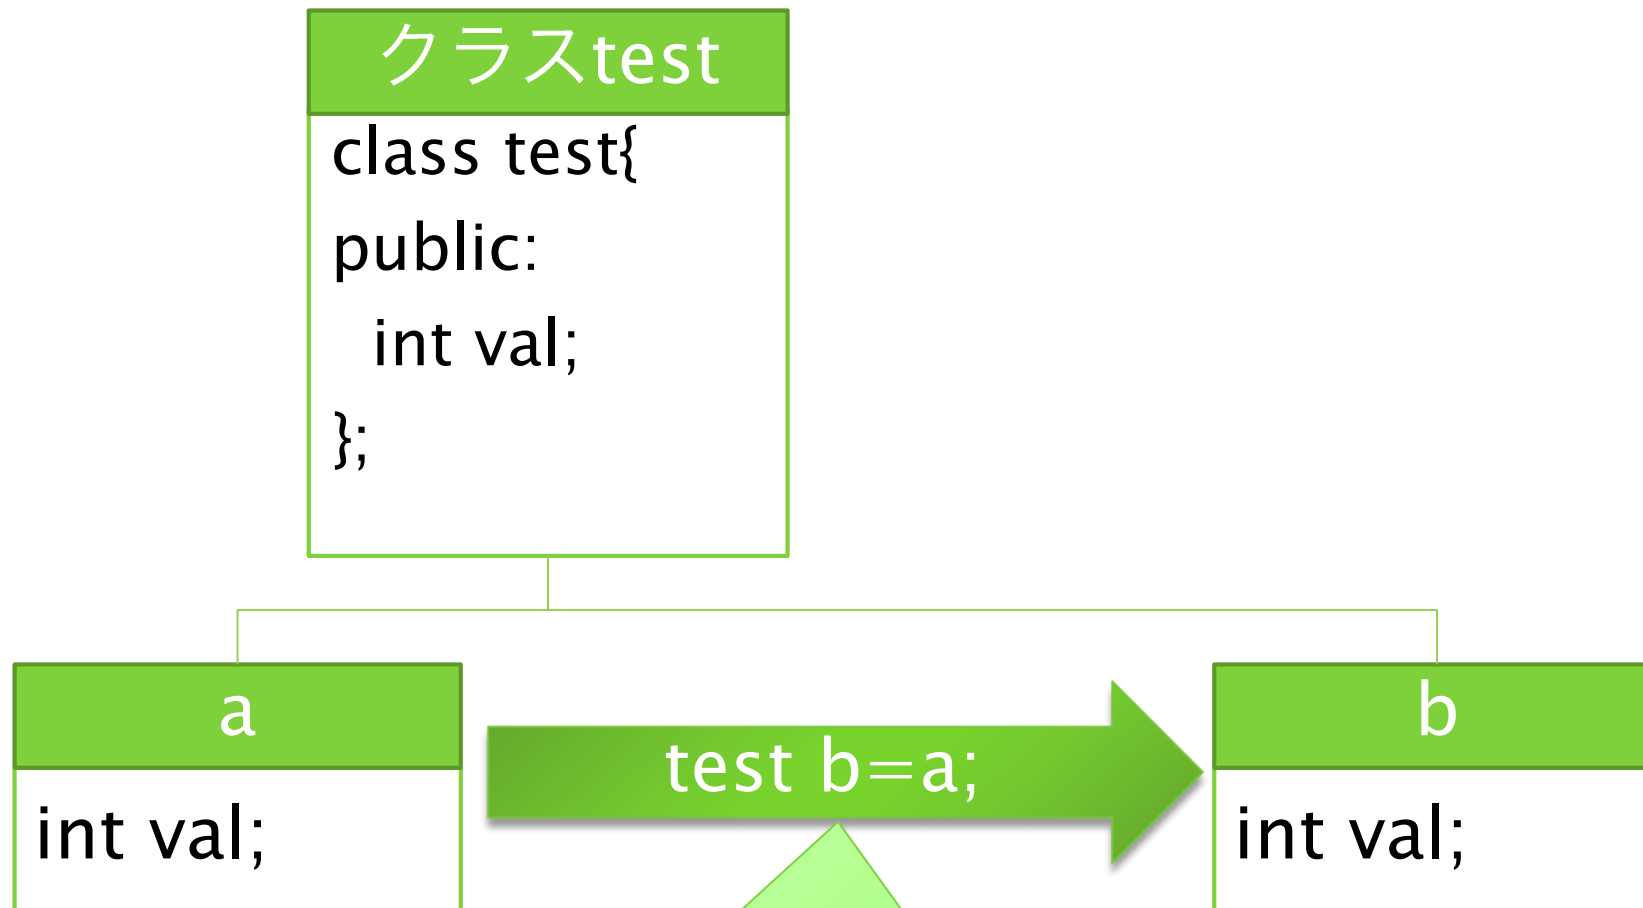 クラスtest
class test{
public:
  int val;
};
a
test b=a;
b
int val;
int val;